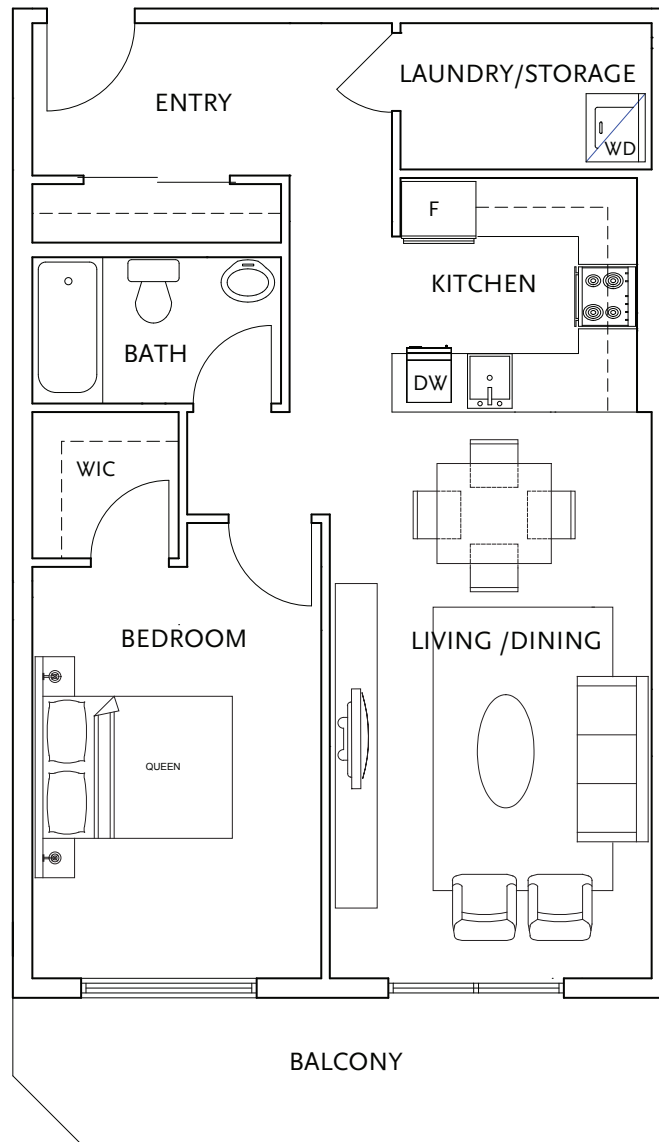 LAUNDRY/STORAGE
ENTRY
WD
F
KITCHEN
BATH
DW
WIC
BEDROOM
LIVING /DINING
QUEEN
BALCONY